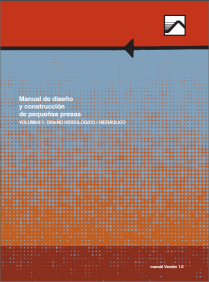 Manual de diseño
y construcción
de pequeñas presas
VOLUMEN 1: DISEÑO HIDROLÓGICO / HIDRÁULICO
manual Versión 1.0